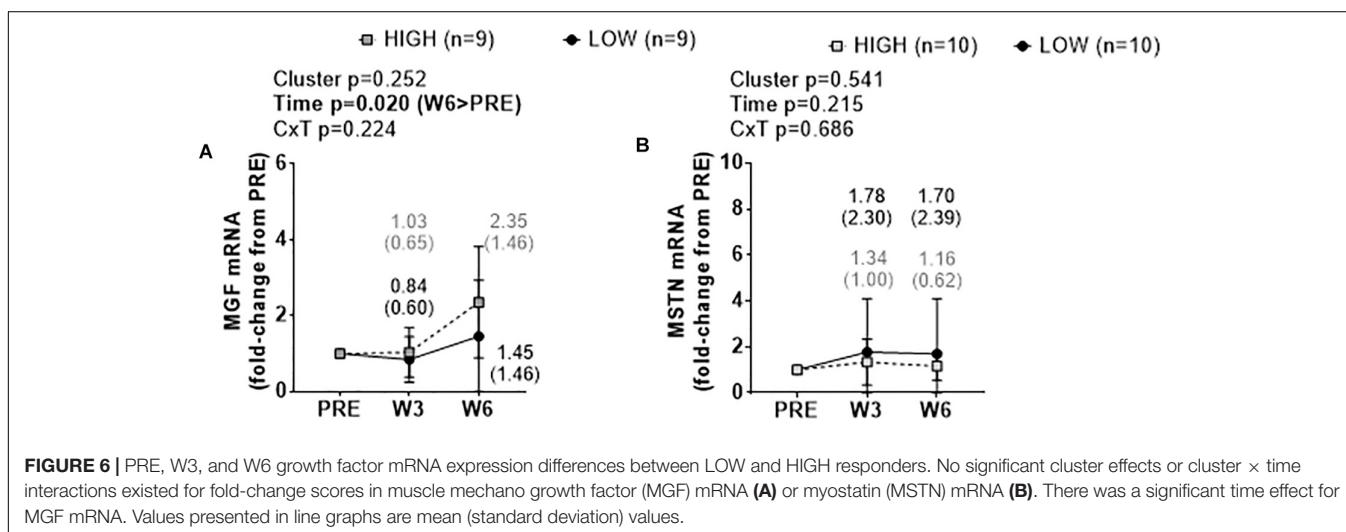 HIGH (n=9) LOW (n=9)
Cluster p=0.252
Time p=0.020 (W6>PRE)
CxT p=0.224
A
MGF mRNA
(fold-change from PRE)
6
4
2
0
1.03
(0.65)
2.35
(1.46)
0.84
(0.60)
1.45
(1.46)
PRE W3 W6
HIGH (n=10) LOW (n=10)
Cluster p=0.541
Time p=0.215
CxT p=0.686
B
MSTN mRNA
(fold-change from PRE)
10
8
6
4
2
0
1.78
(2.30)
1.70
(2.39)
1.34
(1.00)
1.16
(0.62)
PRE W3 W6
FIGURE 6 | PRE, W3, and W6 growth factor mRNA expression differences between LOW and HIGH responders. No significant cluster effects or cluster × time
interactions existed for fold-change scores in muscle mechano growth factor (MGF) mRNA (A) or myostatin (MSTN) mRNA (B). There was a significant time effect for
MGF mRNA. Values presented in line graphs are mean (standard deviation) values.